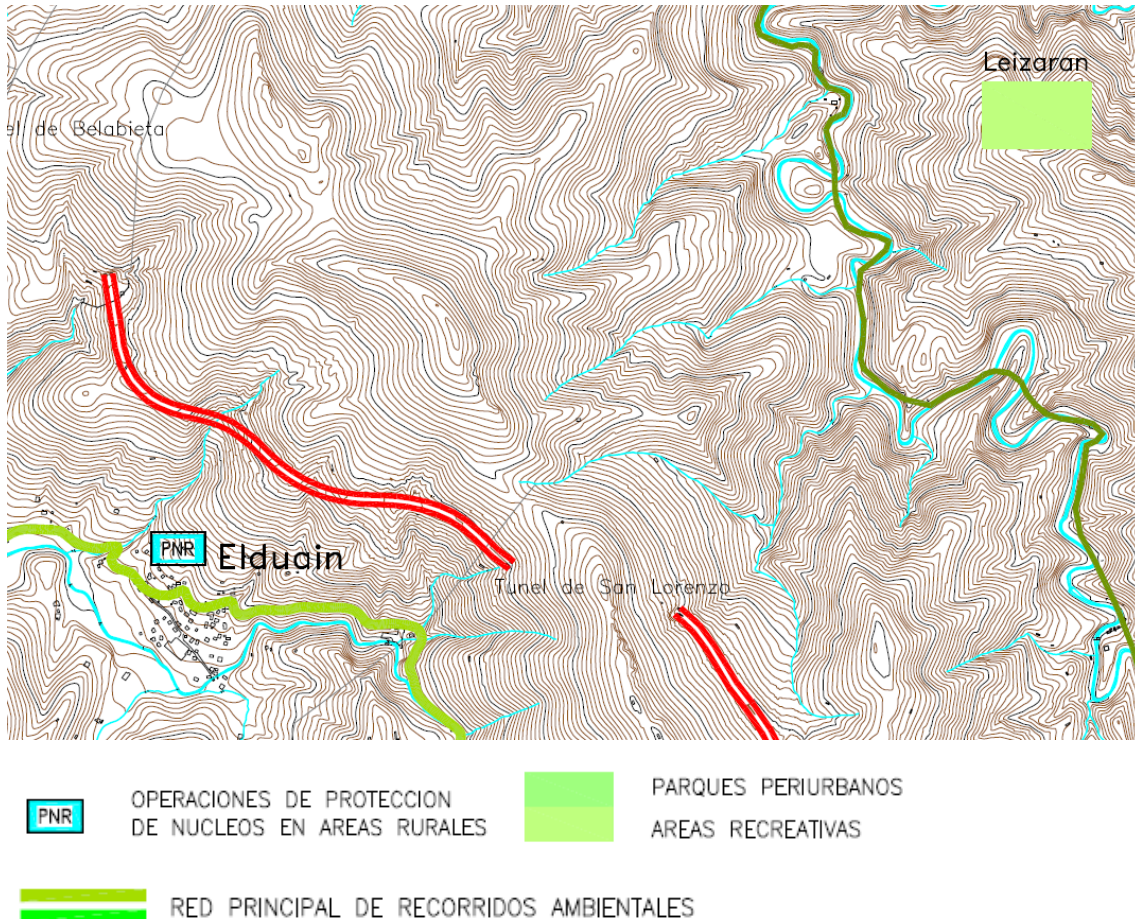 Leizaran
el de Belabieta
PNR
Elduain
Tunel de San Lorenzo
PNR
OPERACIONES DE PROTECCION
DE NUCLEOS EN AREAS RURALES
PARQUES PERIURBANOS
AREAS RECREATIVAS
RED PRINCIPAL DE RECORRIDOS AMBIENTALES